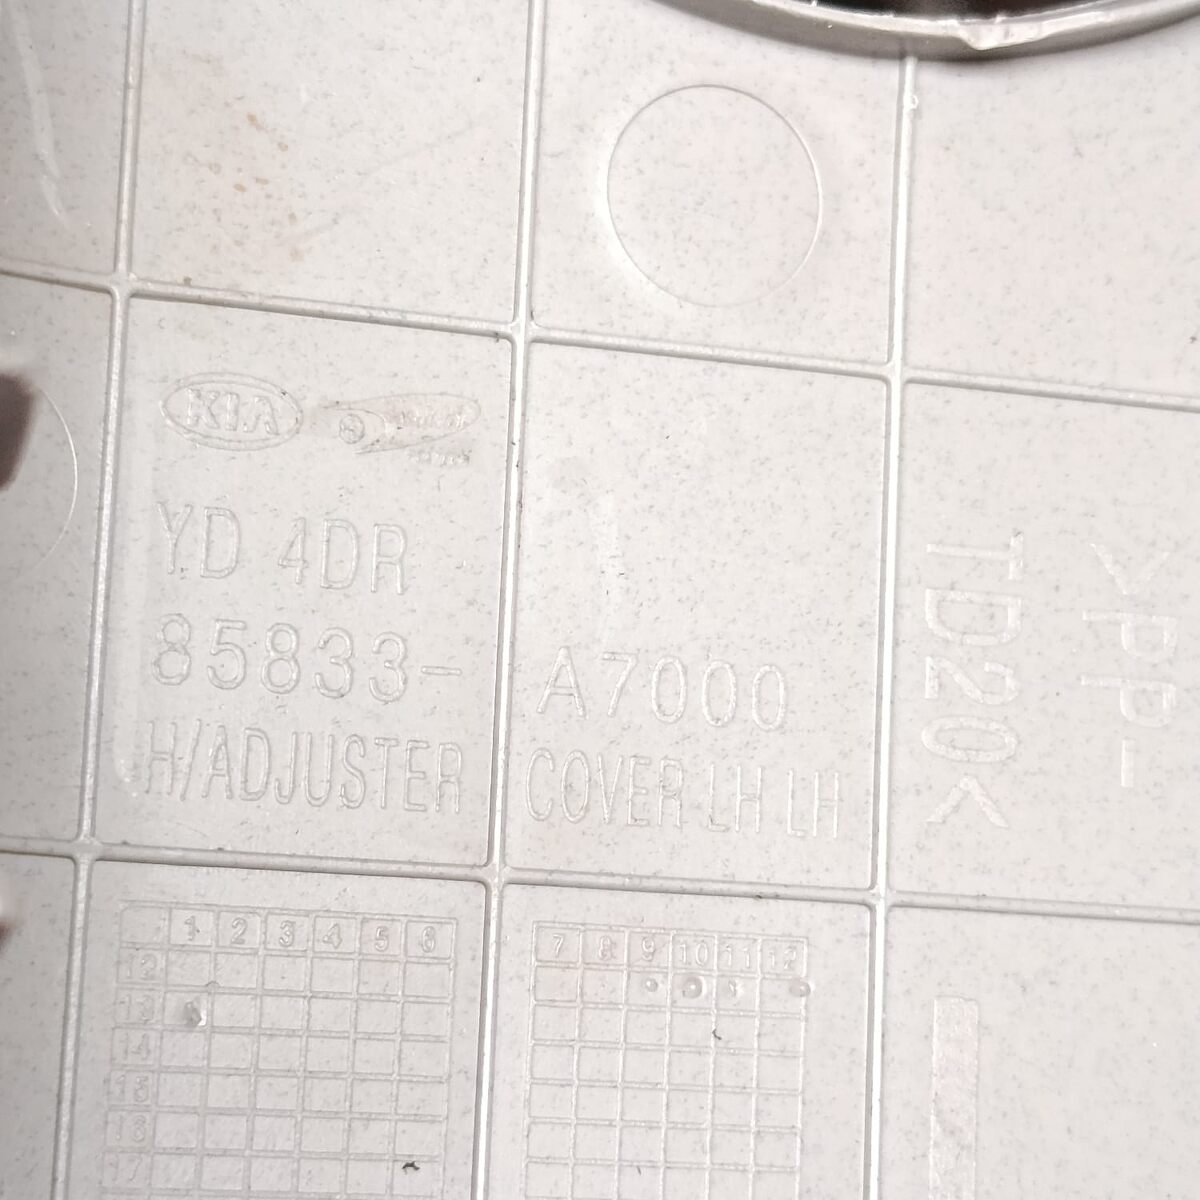 KIA
YD 4DR
85833- A7000
H/ADJUSTER COVER LH LH
>PP-
TD20<
1 2 3 4 5 6 7 8 9 10 11 12
12
13
14
15
16
17